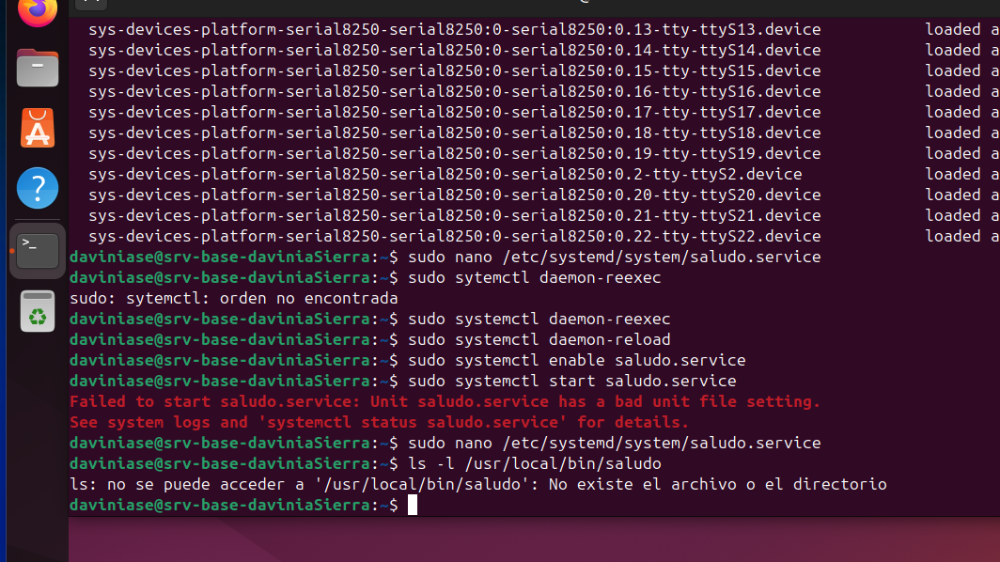 sys-devices-platform-serial8250-serial8250:0-serial8250:0.13-tty-ttyS13.device loaded a
sys-devices-platform-serial8250-serial8250:0-serial8250:0.14-tty-ttyS14.device loaded a
sys-devices-platform-serial8250-serial8250:0-serial8250:0.15-tty-ttyS15.device loaded a
sys-devices-platform-serial8250-serial8250:0-serial8250:0.16-tty-ttyS16.device loaded a
sys-devices-platform-serial8250-serial8250:0-serial8250:0.17-tty-ttyS17.device loaded a
sys-devices-platform-serial8250-serial8250:0-serial8250:0.18-tty-ttyS18.device loaded a
sys-devices-platform-serial8250-serial8250:0-serial8250:0.19-tty-ttyS19.device loaded a
sys-devices-platform-serial8250-serial8250:0-serial8250:0.2-tty-ttyS2.device loaded a
sys-devices-platform-serial8250-serial8250:0-serial8250:0.20-tty-ttyS20.device loaded a
sys-devices-platform-serial8250-serial8250:0-serial8250:0.21-tty-ttyS21.device loaded a
sys-devices-platform-serial8250-serial8250:0-serial8250:0.22-tty-ttyS22.device loaded a
daviniase@srv-base-daviniaSierra:~$ sudo nano /etc/systemd/system/saludo.service
daviniase@srv-base-daviniaSierra:~$ sudo sytemctl daemon-reexec
sudo: sytemctl: orden no encontrada
daviniase@srv-base-daviniaSierra:~$ sudo systemctl daemon-reexec
daviniase@srv-base-daviniaSierra:~$ sudo systemctl daemon-reload
daviniase@srv-base-daviniaSierra:~$ sudo systemctl enable saludo.service
daviniase@srv-base-daviniaSierra:~$ sudo systemctl start saludo.service
Failed to start saludo.service: Unit saludo.service has a bad unit file setting.
See system logs and 'systemctl status saludo.service' for details.
daviniase@srv-base-daviniaSierra:~$ sudo nano /etc/systemd/system/saludo.service
daviniase@srv-base-daviniaSierra:~$ ls -l /usr/local/bin/saludo
ls: no se puede acceder a '/usr/local/bin/saludo': No existe el archivo o el directorio
daviniase@srv-base-daviniaSierra:~$